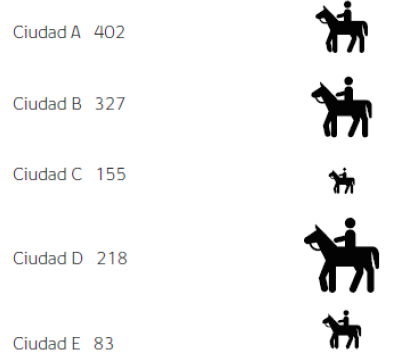 Ciudad A 402
Ciudad B 327
Ciudad C 155
Ciudad D 218
Ciudad E 83